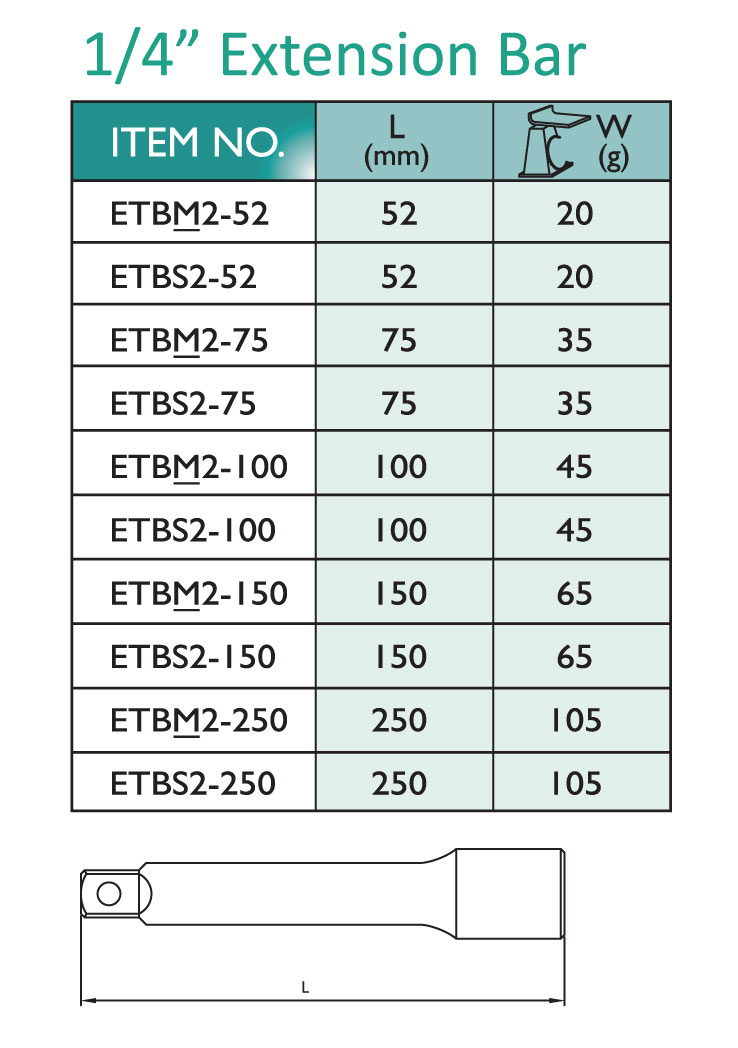 1/4” Extension Bar
ITEM NO. L (mm) W (g)
ETBM2-52 52 20
ETBS2-52 52 20
ETBM2-75 75 35
ETBS2-75 75 35
ETBM2-100 100 45
ETBS2-100 100 45
ETBM2-150 150 65
ETBS2-150 150 65
ETBM2-250 250 105
ETBS2-250 250 105
L